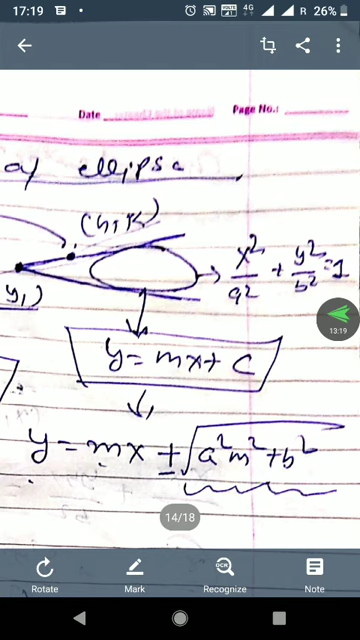 17:19 4G R 26%
Date Page No.:
of ellipse
(h, k)
y₁)
x²/a² + y²/b² = 1
13:19
y = mx + c
y = mx ± √a²m² + b²
14/18
Rotate Mark Recognize Note